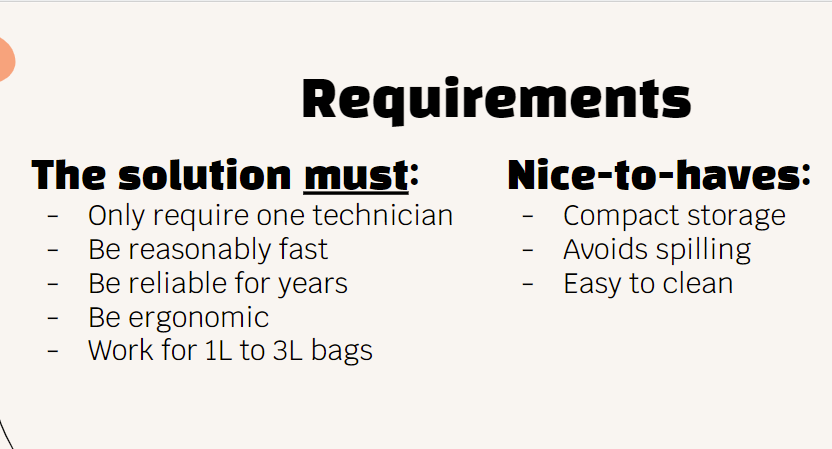 Requirements
The solution must:
- Only require one technician
- Be reasonably fast
- Be reliable for years
- Be ergonomic
- Work for 1L to 3L bags
Nice-to-haves:
- Compact storage
- Avoids spilling
- Easy to clean